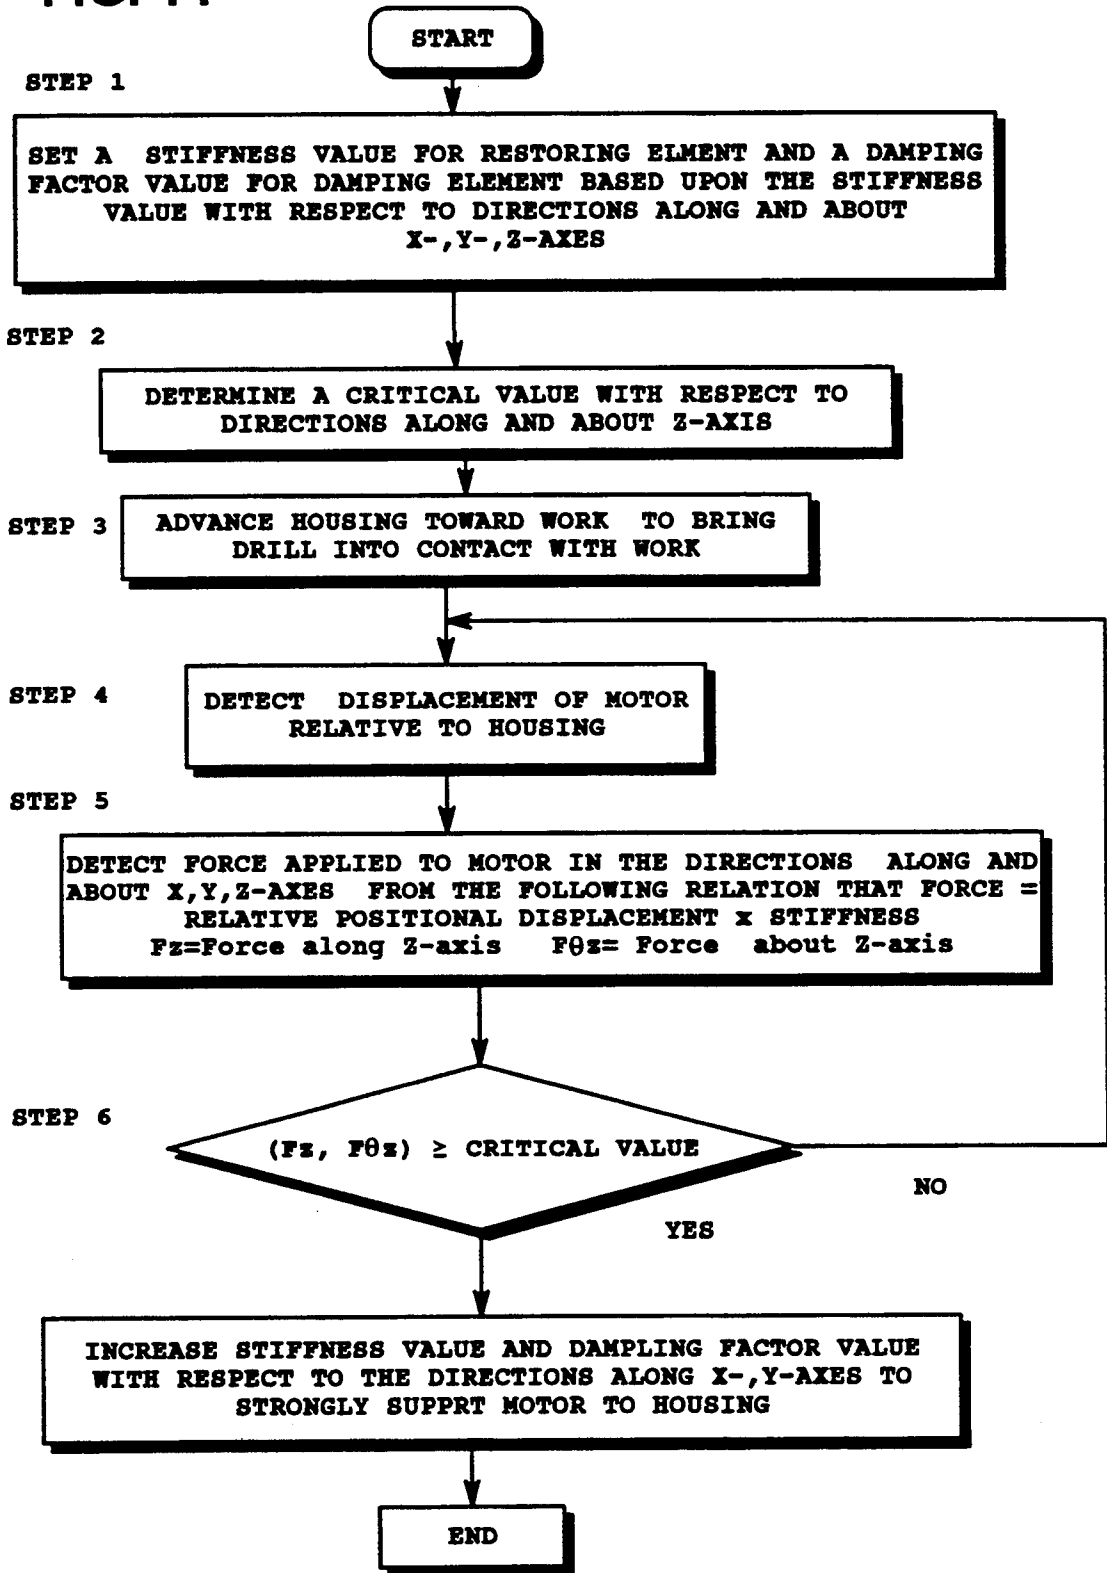 START
STEP 1
SET A STIFFNESS VALUE FOR RESTORING ELMENT AND A DAMPING
FACTOR VALUE FOR DAMPING ELEMENT BASED UPON THE STIFFNESS
VALUE WITH RESPECT TO DIRECTIONS ALONG AND ABOUT
X-,Y-,Z-AXES
STEP 2
DETERMINE A CRITICAL VALUE WITH RESPECT TO
DIRECTIONS ALONG AND ABOUT Z-AXIS
STEP 3
ADVANCE HOUSING TOWARD WORK TO BRING
DRILL INTO CONTACT WITH WORK
STEP 4
DETECT DISPLACEMENT OF MOTOR
RELATIVE TO HOUSING
STEP 5
DETECT FORCE APPLIED TO MOTOR IN THE DIRECTIONS ALONG AND
ABOUT X,Y,Z-AXES FROM THE FOLLOWING RELATION THAT FORCE =
RELATIVE POSITIONAL DISPLACEMENT x STIFFNESS
Fz=Force along Z-axis Fθz= Force about Z-axis
STEP 6
(Fz, Fθz) ≥ CRITICAL VALUE
NO
YES
INCREASE STIFFNESS VALUE AND DAMPLING FACTOR VALUE
WITH RESPECT TO THE DIRECTIONS ALONG X-,Y-AXES TO
STRONGLY SUPPRT MOTOR TO HOUSING
END